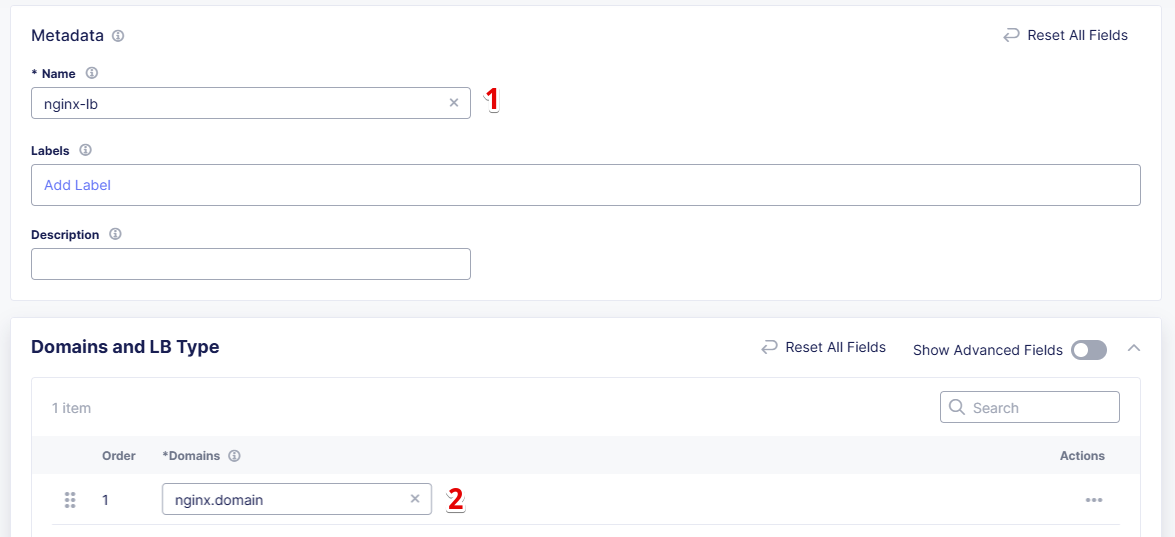 Metadata
Reset All Fields
* Name
nginx-lb
1
Labels
Add Label
Description
Domains and LB Type
Reset All Fields
Show Advanced Fields
1 item
Search
Order
*Domains
Actions
1
nginx.domain
2